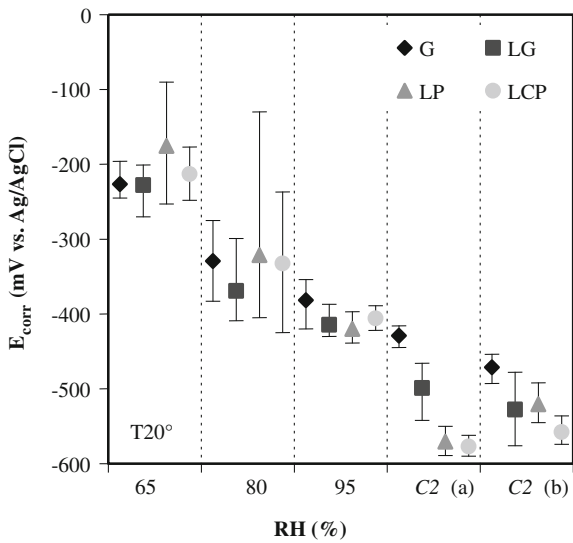 0
-100
-200
-300
-400
-500
-600
E_corr (mV vs. Ag/AgCl)
G
LG
LP
LCP
T20°
65
80
95
C2 (a)
C2 (b)
RH (%)